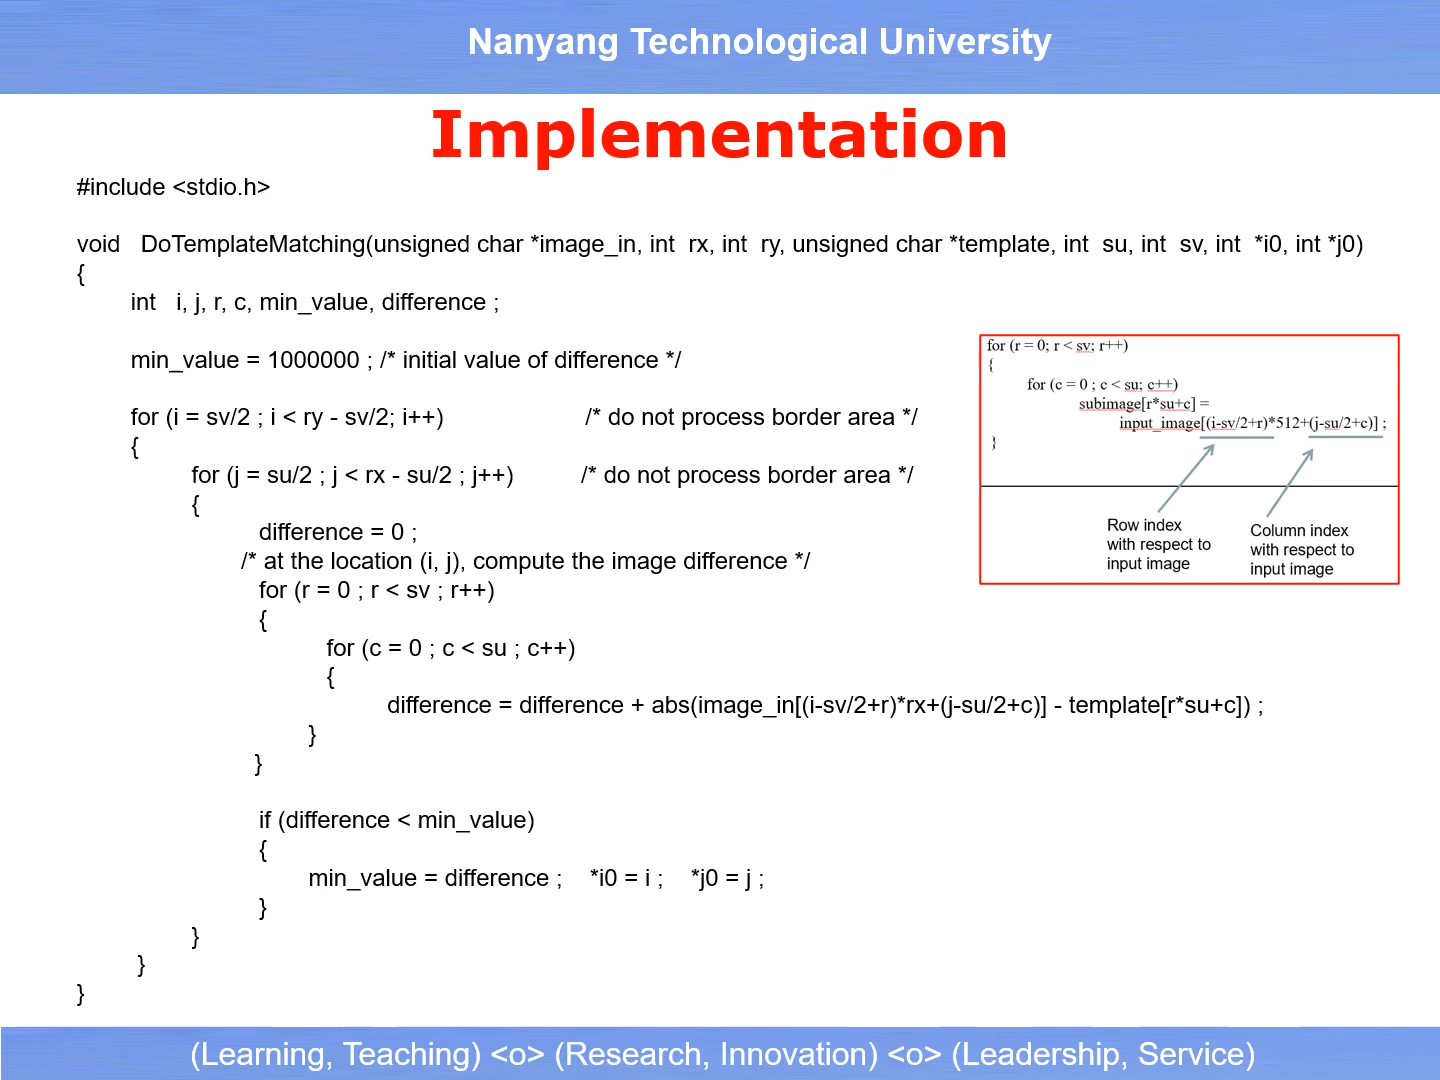 Nanyang Technological University
Implementation
#include <stdio.h>
void DoTemplateMatching(unsigned char *image_in, int rx, int ry, unsigned char *template, int su, int sv, int *i0, int *j0)
{
int i, j, r, c, min_value, difference ;
min_value = 1000000 ; /* initial value of difference */
for (i = sv/2 ; i < ry - sv/2; i++) /* do not process border area */
{
for (j = su/2 ; j < rx - su/2 ; j++) /* do not process border area */
{
difference = 0 ;
/* at the location (i, j), compute the image difference */
for (r = 0 ; r < sv ; r++)
{
for (c = 0 ; c < su ; c++)
{
difference = difference + abs(image_in[(i-sv/2+r)*rx+(j-su/2+c)] - template[r*su+c]) ;
}
}
if (difference < min_value)
{
min_value = difference ; *i0 = i ; *j0 = j ;
}
}
}
}
for (r = 0; r < sv; r++)
{
for (c = 0 ; c < su; c++)
subimage[r*su+c] =
input_image[(i-sv/2+r)*512+(j-su/2+c)] ;
}
Row index
with respect to
input image
Column index
with respect to
input image
(Learning, Teaching) <o> (Research, Innovation) <o> (Leadership, Service)